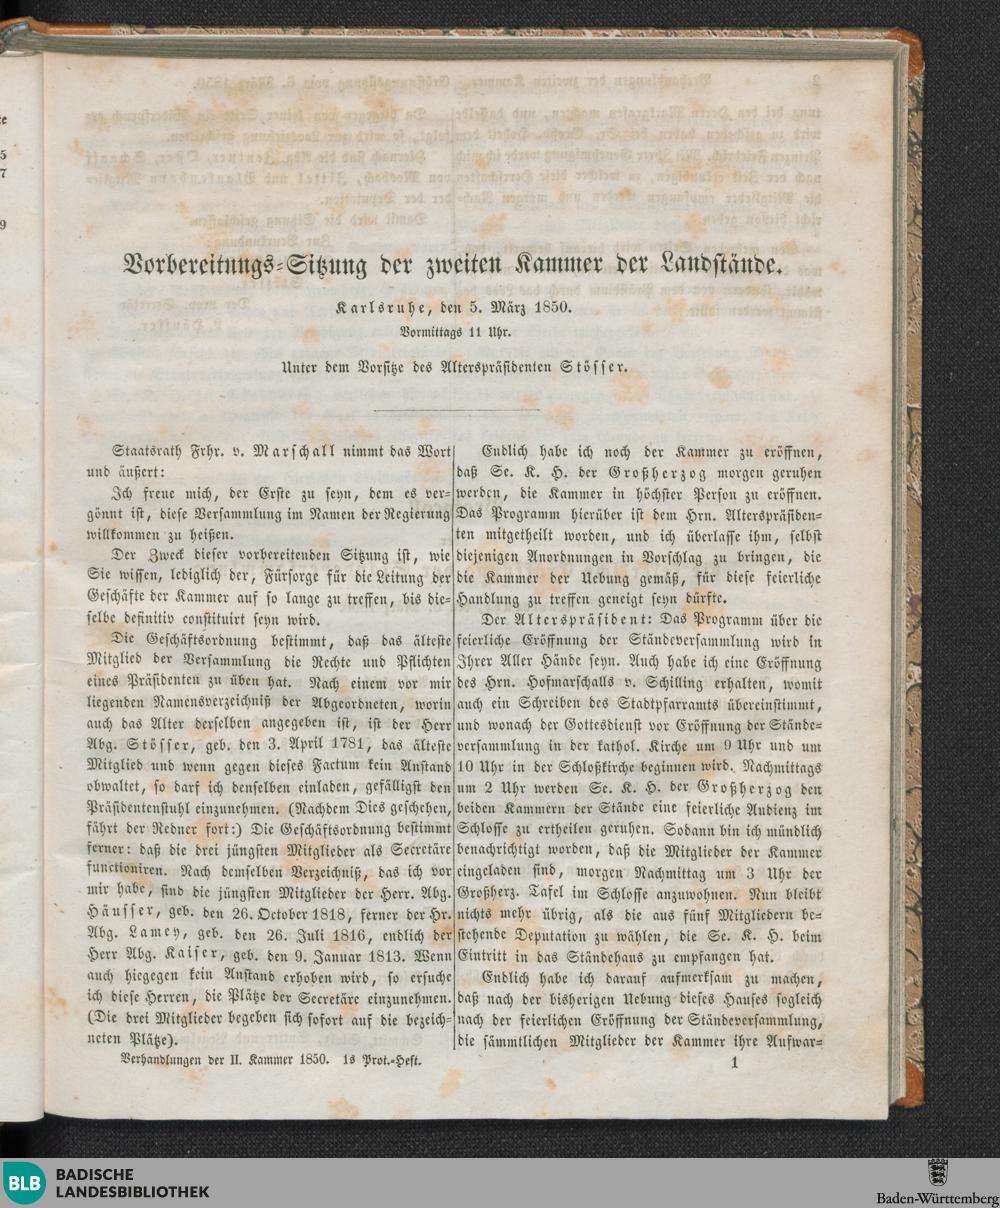 Vorbereitungs-Sitzung der zweiten Kammer der Landstände.
Karlsruhe, den 5. März 1850.
Vormittags 11 Uhr.
Unter dem Vorsitze des Alterspräsidenten Stösser.
Staatsrath Frhr. v. Marschall nimmt das Wort
und äußert:
Ich freue mich, der Erste zu seyn, dem es ver-
gönnt ist, diese Versammlung im Namen der Regierung
willkommen zu heißen.
Der Zweck dieser vorbereitenden Sitzung ist, wie
Sie wissen, lediglich der, Fürsorge für die Leitung der
Geschäfte der Kammer auf so lange zu treffen, bis die-
selbe definitiv constituirt seyn wird.
Die Geschäftsordnung bestimmt, daß das älteste
Mitglied der Versammlung die Rechte und Pflichten
eines Präsidenten zu üben hat. Nach einem vor mir
liegenden Namensverzeichniß der Abgeordneten, worin
auch das Alter derselben angegeben ist, ist der Herr
Abg. Stösser, geb. den 3. April 1781, das älteste
Mitglied und wenn gegen dieses Factum kein Anstand
obwaltet, so darf ich denselben einladen, gefälligst den
Präsidentenstuhl einzunehmen. (Nachdem Dies geschehen,
fährt der Redner fort:) Die Geschäftsordnung bestimmt
ferner: daß die drei jüngsten Mitglieder als Secretäre
functioniren. Nach demselben Verzeichniß, das ich vor
mir habe, sind die jüngsten Mitglieder der Herr. Abg.
Häusser, geb. den 26. October 1818, ferner der Hr.
Abg. Lamey, geb. den 26. Juli 1816, endlich der
Herr Abg. Kaiser, geb. den 9. Januar 1813. Wenn
auch hiegegen kein Anstand erhoben wird, so ersuche
ich diese Herren, die Plätze der Secretäre einzunehmen.
(Die drei Mitglieder begeben sich sofort auf die bezeich-
neten Plätze).
Endlich habe ich noch der Kammer zu eröffnen,
daß Se. K. H. der Großherzog morgen geruhen
werden, die Kammer in höchster Person zu eröffnen.
Das Programm hierüber ist dem Hrn. Alterspräsiden-
ten mitgetheilt worden, und ich überlasse ihm, selbst
diejenigen Anordnungen in Vorschlag zu bringen, die
die Kammer der Uebung gemäß, für diese feierliche
Handlung zu treffen geneigt seyn dürfte.
Der Alterspräsident: Das Programm über die
feierliche Eröffnung der Ständeversammlung wird in
Ihrer Aller Hände seyn. Auch habe ich eine Eröffnung
des Hrn. Hofmarschalls v. Schilling erhalten, womit
auch ein Schreiben des Stadtpfarramts übereinstimmt,
und wonach der Gottesdienst vor Eröffnung der Stände-
versammlung in der kathol. Kirche um 9 Uhr und um
10 Uhr in der Schloßkirche beginnen wird. Nachmittags
um 2 Uhr werden Se. K. H. der Großherzog den
beiden Kammern der Stände eine feierliche Audienz im
Schlosse zu ertheilen geruhen. Sodann bin ich mündlich
benachrichtigt worden, daß die Mitglieder der Kammer
eingeladen sind, morgen Nachmittag um 3 Uhr der
Großherz. Tafel im Schlosse anzuwohnen. Nun bleibt
nichts mehr übrig, als die aus fünf Mitgliedern be-
stehende Deputation zu wählen, die Se. K. H. beim
Eintritt in das Ständehaus zu empfangen hat.
Endlich habe ich darauf aufmerksam zu machen,
daß nach der bisherigen Uebung dieses Hauses sogleich
nach der feierlichen Eröffnung der Ständeversammlung,
die sämmtlichen Mitglieder der Kammer ihre Aufwar-
Verhandlungen der II. Kammer 1850. 1s Prot.-Heft.
1
BLB
BADISCHE
LANDESBIBLIOTHEK
Baden-Württemberg